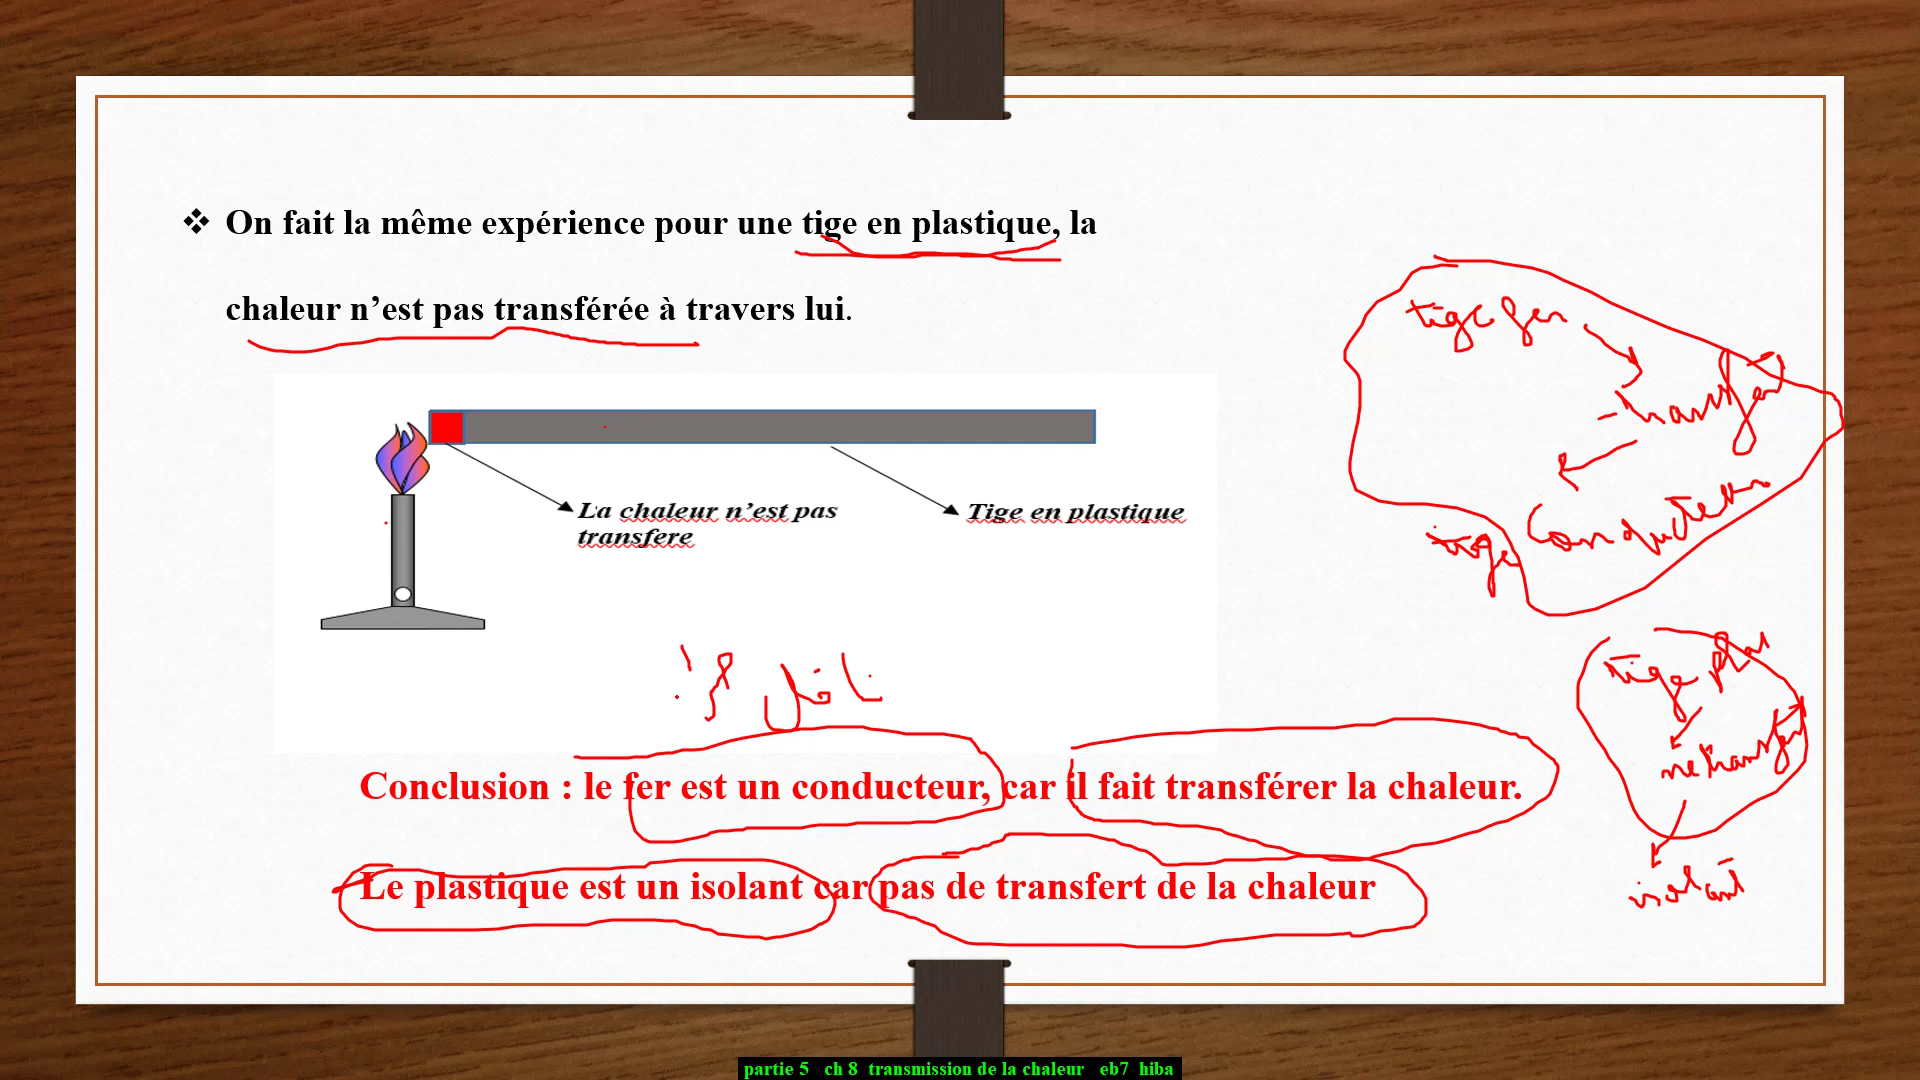 ❖ On fait la même expérience pour une tige en plastique, la
chaleur n’est pas transférée à travers lui.
La chaleur n’est pas
transfere
Tige en plastique
tige fer
transfert
conducteur
tige
tige plas
ne transfert
isolant
ناقل
Conclusion : le fer est un conducteur, car il fait transférer la chaleur.
Le plastique est un isolant car pas de transfert de la chaleur
partie 5 ch 8 transmission de la chaleur eb7 hiba